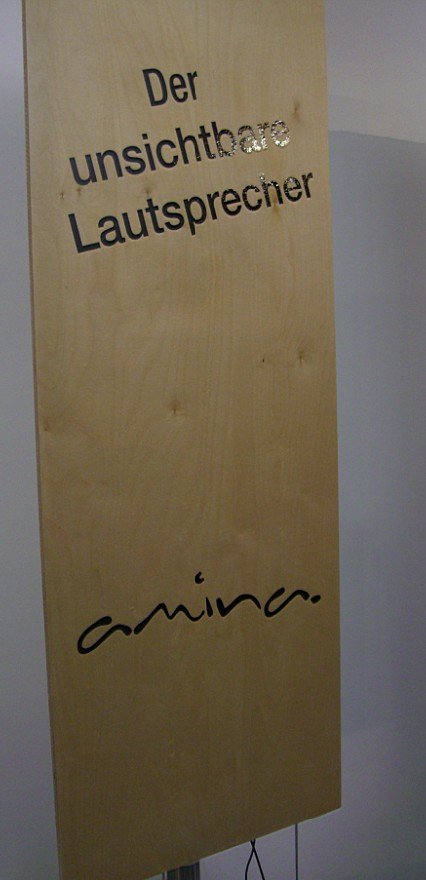 Der
unsichtbare
Lautsprecher
amina.